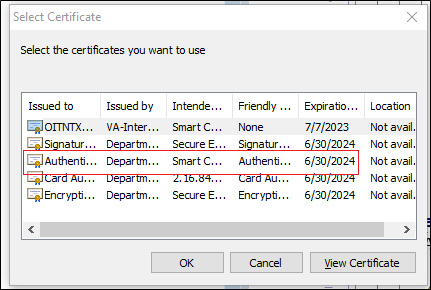 Select Certificate
Select the certificates you want to use
Issued to Issued by Intende... Friendly ... Expiratio... Location
OITNTX... VA-Inter... Smart C... None 7/7/2023 Not avail.
Signatur... Departm... Secure E... Signatur... 6/30/2024 Not avail.
Authenti... Departm... Smart C... Authenti... 6/30/2024 Not avail.
Card Au... Departm... 2.16.84... Card Au... 6/30/2024 Not avail.
Encrypti... Departm... Secure E... Encrypti... 6/30/2024 Not avail.
OK Cancel View Certificate